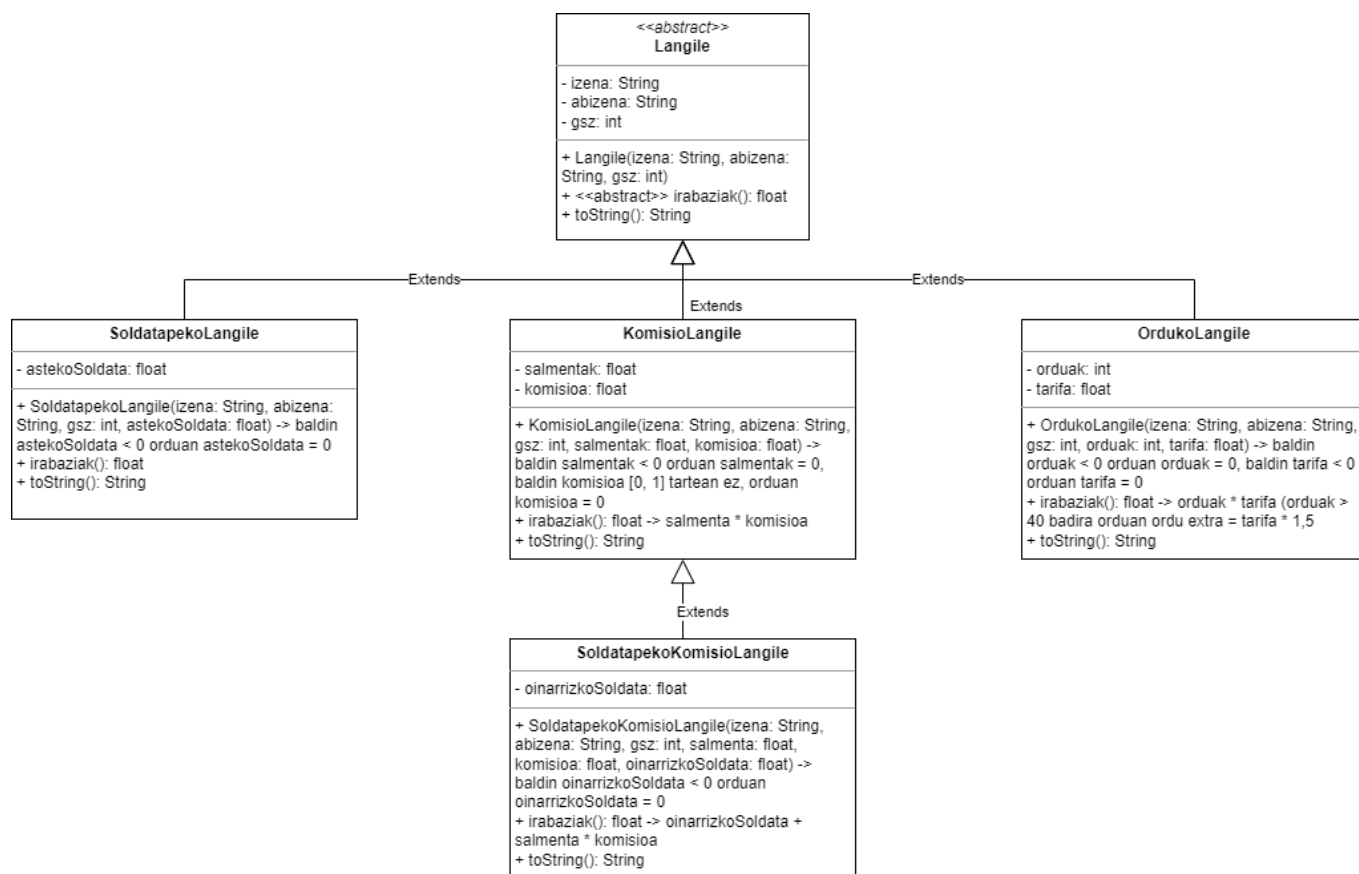 <<abstract>>
Langile
- izena: String
- abizena: String
- gsz: int
+ Langile(izena: String, abizena:
String, gsz: int)
+ <<abstract>> irabaziak(): float
+ toString(): String
Extends
Extends
Extends
SoldatapekoLangile
- astekoSoldata: float
+ SoldatapekoLangile(izena: String, abizena:
String, gsz: int, astekoSoldata: float) -> baldin
astekoSoldata < 0 orduan astekoSoldata = 0
+ irabaziak(): float
+ toString(): String
KomisioLangile
- salmentak: float
- komisioa: float
+ KomisioLangile(izena: String, abizena: String,
gsz: int, salmentak: float, komisioa: float) ->
baldin salmentak < 0 orduan salmentak = 0,
baldin komisioa [0, 1] tartean ez, orduan
komisioa = 0
+ irabaziak(): float -> salmenta * komisioa
+ toString(): String
OrdukoLangile
- orduak: int
- tarifa: float
+ OrdukoLangile(izena: String, abizena: String,
gsz: int, orduak: int, tarifa: float) -> baldin
orduak < 0 orduan orduak = 0, baldin tarifa < 0
orduan tarifa = 0
+ irabaziak(): float -> orduak * tarifa (orduak >
40 badira orduan ordu extra = tarifa * 1,5
+ toString(): String
Extends
SoldatapekoKomisioLangile
- oinarrizkoSoldata: float
+ SoldatapekoKomisioLangile(izena: String,
abizena: String, gsz: int, salmenta: float,
komisioa: float, oinarrizkoSoldata: float) ->
baldin oinarrizkoSoldata < 0 orduan
oinarrizkoSoldata = 0
+ irabaziak(): float -> oinarrizkoSoldata +
salmenta * komisioa
+ toString(): String